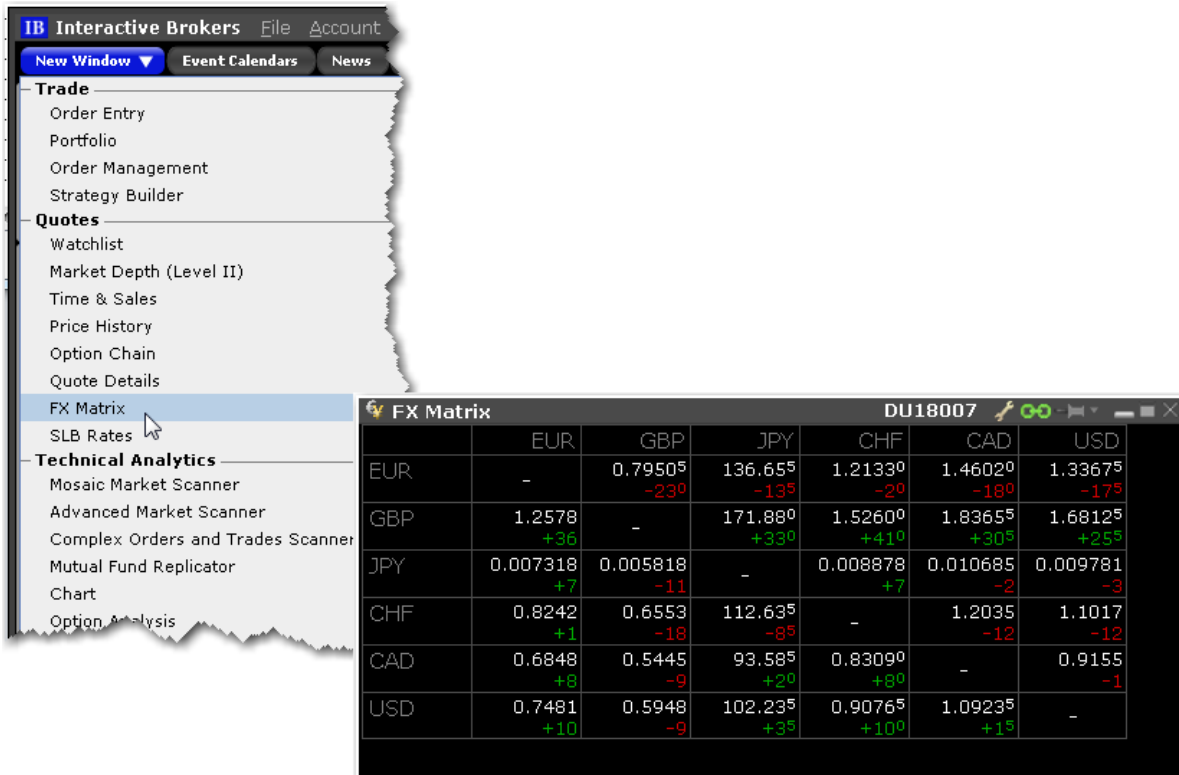 IB Interactive Brokers File Account
New Window ▼ Event Calendars News
Trade
Order Entry
Portfolio
Order Management
Strategy Builder
Quotes
Watchlist
Market Depth (Level II)
Time & Sales
Price History
Option Chain
Quote Details
FX Matrix
SLB Rates
Technical Analytics
Mosaic Market Scanner
Advanced Market Scanner
Complex Orders and Trades Scanner
Mutual Fund Replicator
Chart
Option Analysis
FX Matrix DU18007
EUR GBP JPY CHF CAD USD
EUR – 0.7950⁵ 136.65⁵ 1.2133⁰ 1.4602⁰ 1.3367⁵
-23⁰ -13⁵ -2⁰ -18⁰ -17⁵
GBP 1.2578 – 171.88⁰ 1.5260⁰ 1.8365⁵ 1.6812⁵
+36 +33⁰ +41⁰ +30⁵ +25⁵
JPY 0.007318 0.005818 – 0.008878 0.010685 0.009781
+7 -11 +7 -2 -3
CHF 0.8242 0.6553 112.63⁵ – 1.2035 1.1017
+1 -18 -8⁵ -12 -12
CAD 0.6848 0.5445 93.58⁵ 0.8309⁰ – 0.9155
+8 -9 +2⁰ +8⁰ -1
USD 0.7481 0.5948 102.23⁵ 0.9076⁵ 1.0923⁵ –
+10 -9 +3⁵ +10⁰ +1⁵